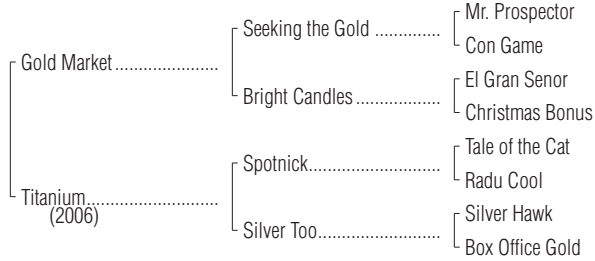 Mr. Prospector
Seeking the Gold ..............
Con Game
Gold Market ......................
El Gran Senor
Bright Candles ..................
Christmas Bonus
Tale of the Cat
Spotnick............................
Radu Cool
Titanium............................
(2006)
Silver Hawk
Silver Too..........................
Box Office Gold